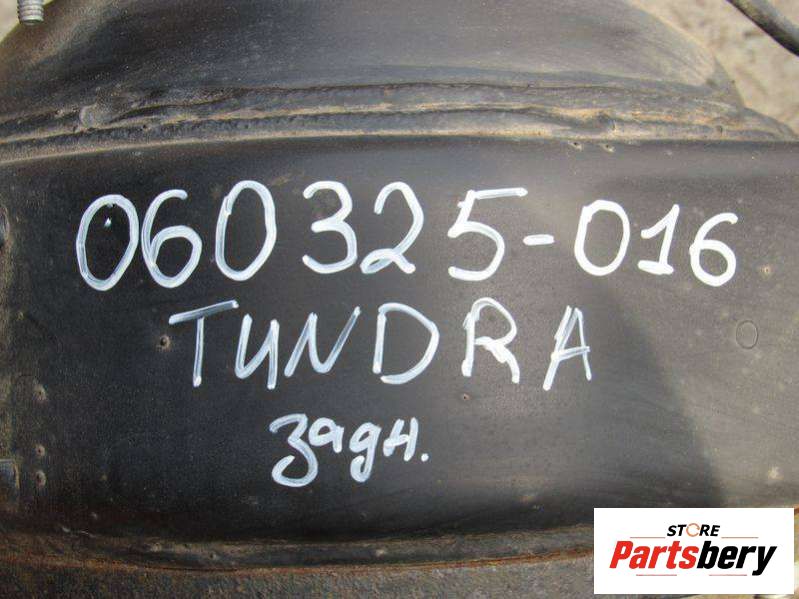 060325-016
TUNDRA
задн.
STORE
Partsbery